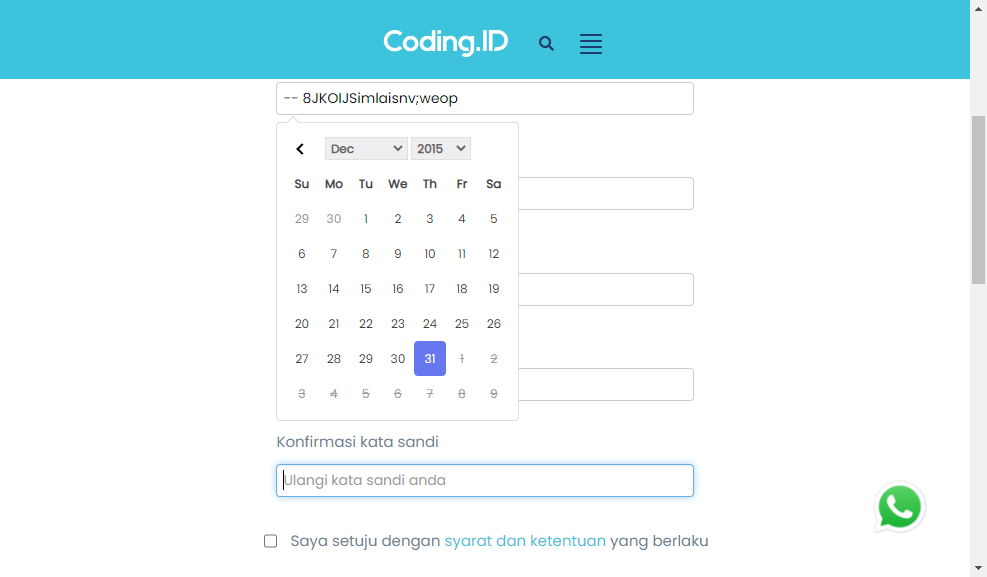 Coding.ID
-- 8JKOIJSimlaisnv;weop
Dec 2015
Su Mo Tu We Th Fr Sa
29 30 1 2 3 4 5
6 7 8 9 10 11 12
13 14 15 16 17 18 19
20 21 22 23 24 25 26
27 28 29 30 31 1 2
3 4 5 6 7 8 9
Konfirmasi kata sandi
Ulangi kata sandi anda
Saya setuju dengan syarat dan ketentuan yang berlaku